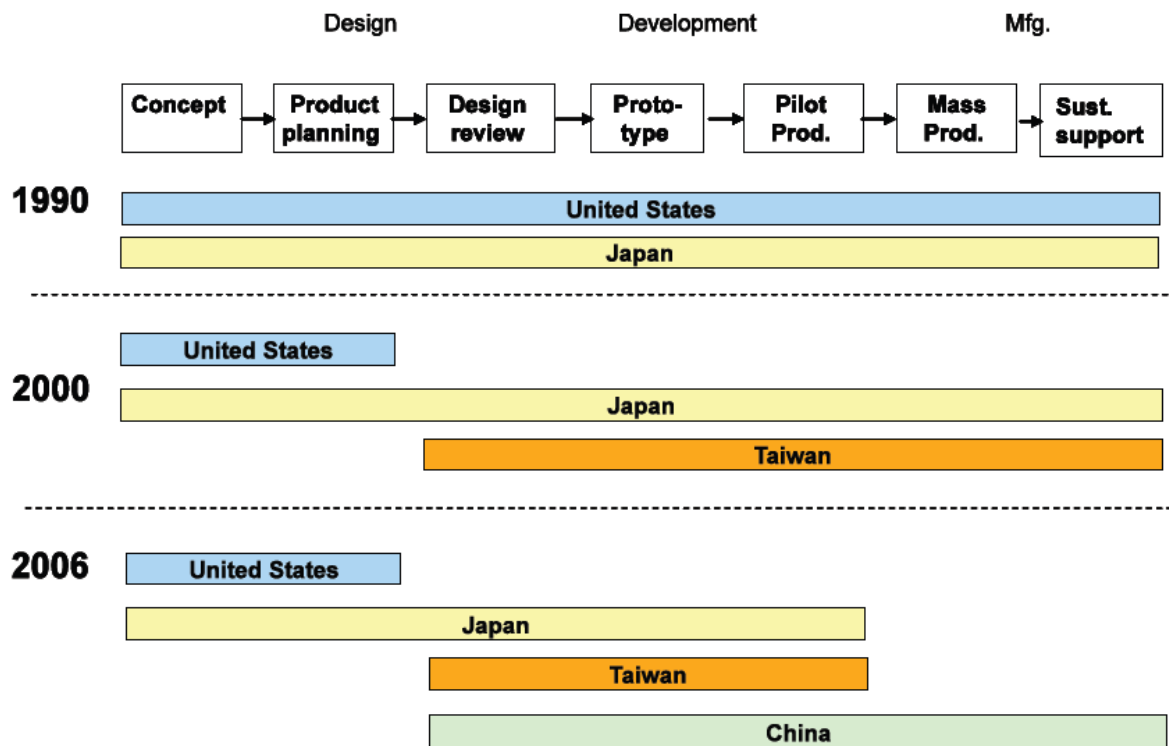 Design Development Mfg.
Concept Product Design Proto- Pilot Mass Sust.
planning review type Prod. Prod. support
1990
United States
Japan
United States
2000
Japan
Taiwan
2006
United States
Japan
Taiwan
China